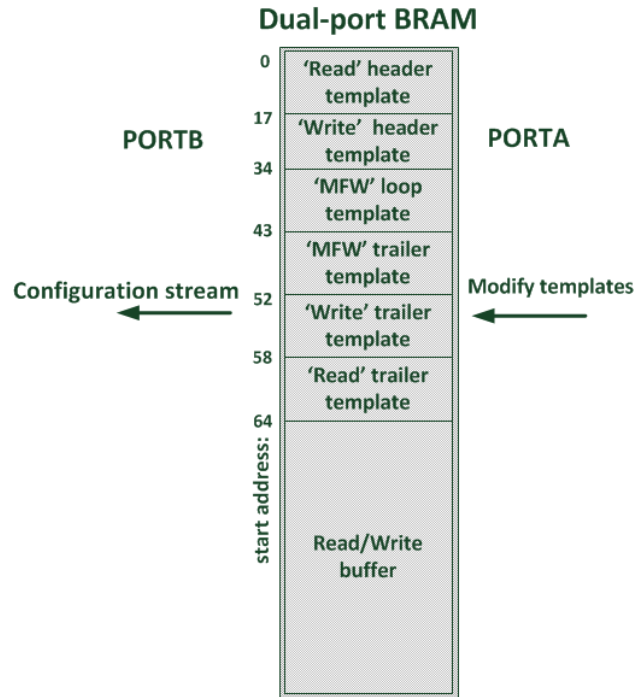 Dual-port BRAM
0
'Read' header
template
17
PORTB
'Write' header
template
PORTA
34
'MFW' loop
template
43
'MFW' trailer
template
Configuration stream
52
Modify templates
'Write' trailer
template
58
'Read' trailer
template
64
start address:
Read/Write
buffer